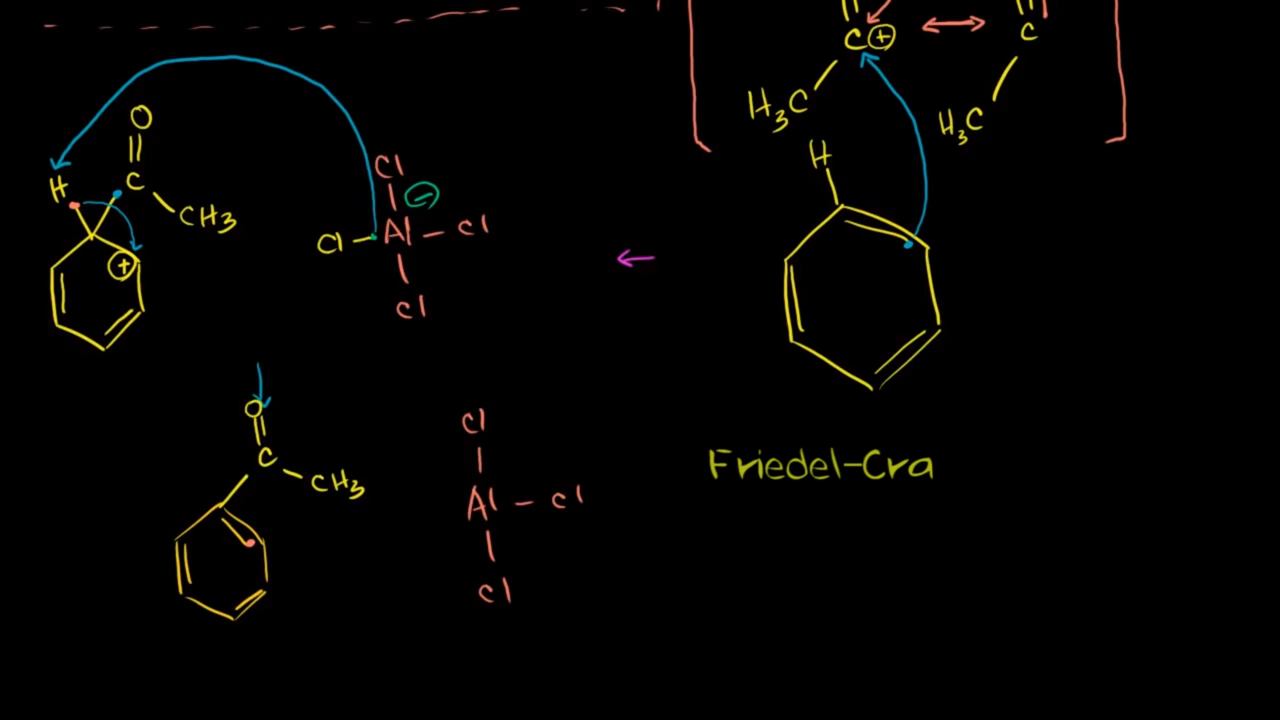 C +
C
H3C
H3C
H
O
C
H
CH3
+
Cl
−
Cl – Al – Cl
Cl
O
C
CH3
Cl
Al – Cl
Cl
Friedel-Cra